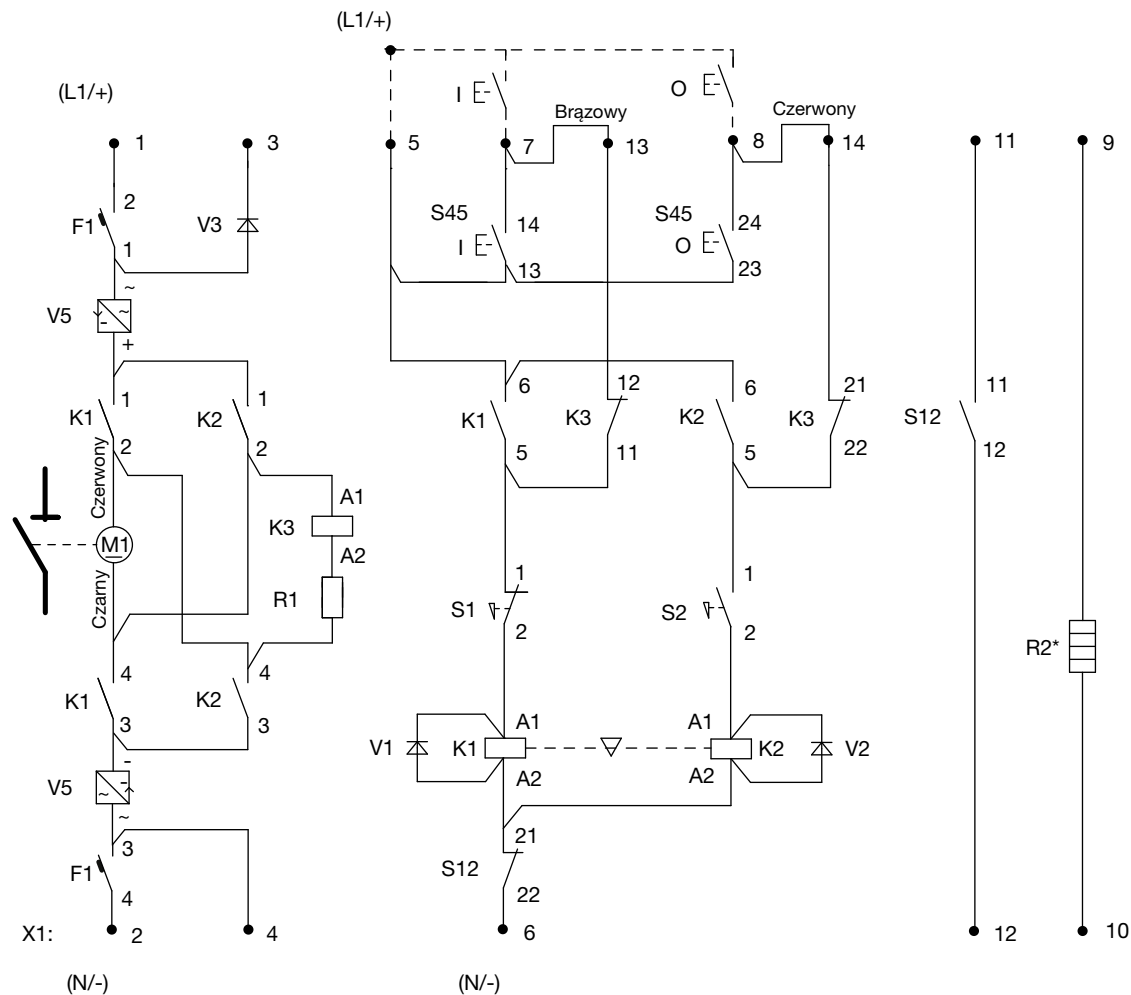 (L1/+)
(L1/+)
I
O
Brązowy
Czerwony
1
3
5
7
13
8
14
11
9
2
F1
V3
S45
14
S45
24
I
O
1
13
23
~
V5
~
-
+
1
1
6
12
6
21
11
K1
K2
K1
K3
K2
K3
S12
2
2
5
11
5
22
12
Czerwony
A1
K3
M1
A2
Czarny
R1
1
1
S1
S2
2
2
R2*
4
4
K1
K2
3
3
A1
A1
V1
K1
K2
V2
A2
A2
-
V5
-
~
~
3
21
F1
S12
4
22
X1:
2
4
6
12
10
(N/-)
(N/-)